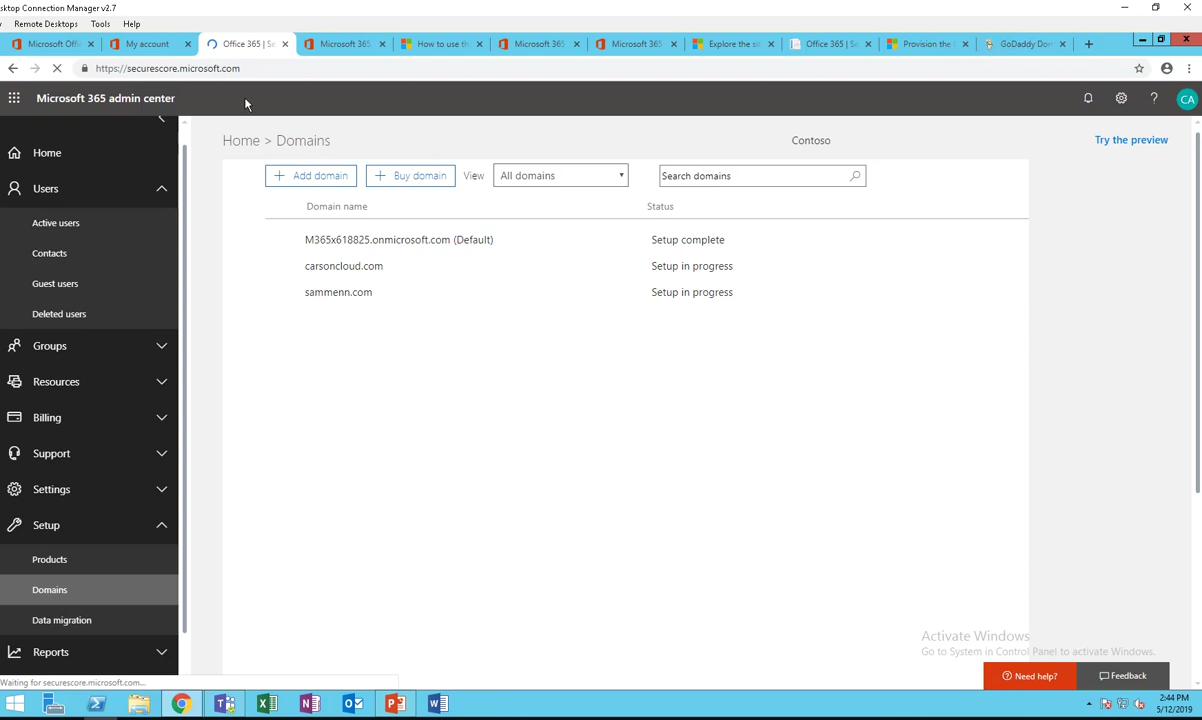 sktop Connection Manager v2.7
Remote Desktops Tools Help
Microsoft Offi
My account
Office 365 | Se
Microsoft 365
How to use th
Microsoft 365
Microsoft 365
Explore the si
Office 365 | Se
Provision the
GoDaddy Do
https://securescore.microsoft.com
Microsoft 365 admin center
CA
Home > Domains
Contoso
Try the preview
Home
Users
Active users
Contacts
Guest users
Deleted users
Groups
Resources
Billing
Support
Settings
Setup
Products
Domains
Data migration
Reports
Add domain
Buy domain
View
All domains
Search domains
Domain name Status
M365x618825.onmicrosoft.com (Default) Setup complete
carsoncloud.com Setup in progress
sammenn.com Setup in progress
Activate Windows
Go to System in Control Panel to activate Windows.
Need help?
Feedback
Waiting for securescore.microsoft.com...
2:44 PM
5/12/2019